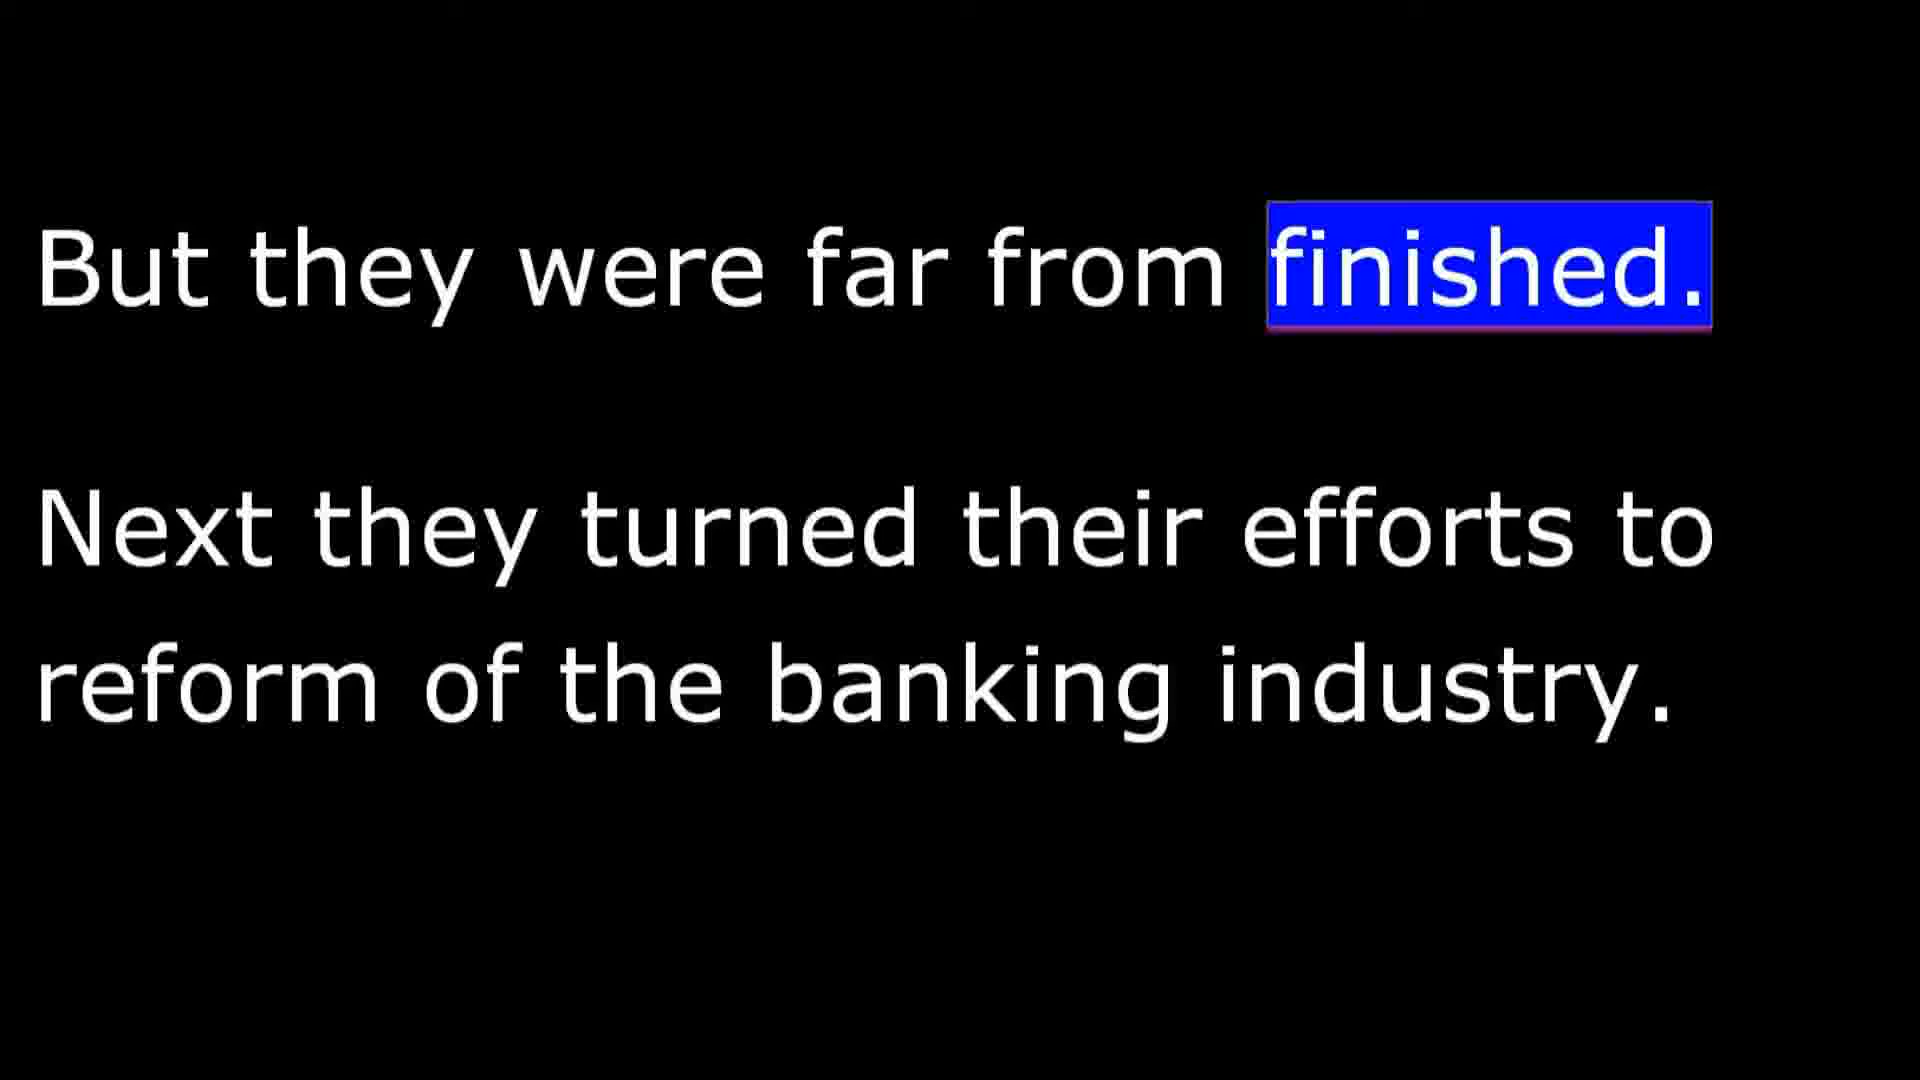 But they were far from finished.
Next they turned their efforts to
reform of the banking industry.